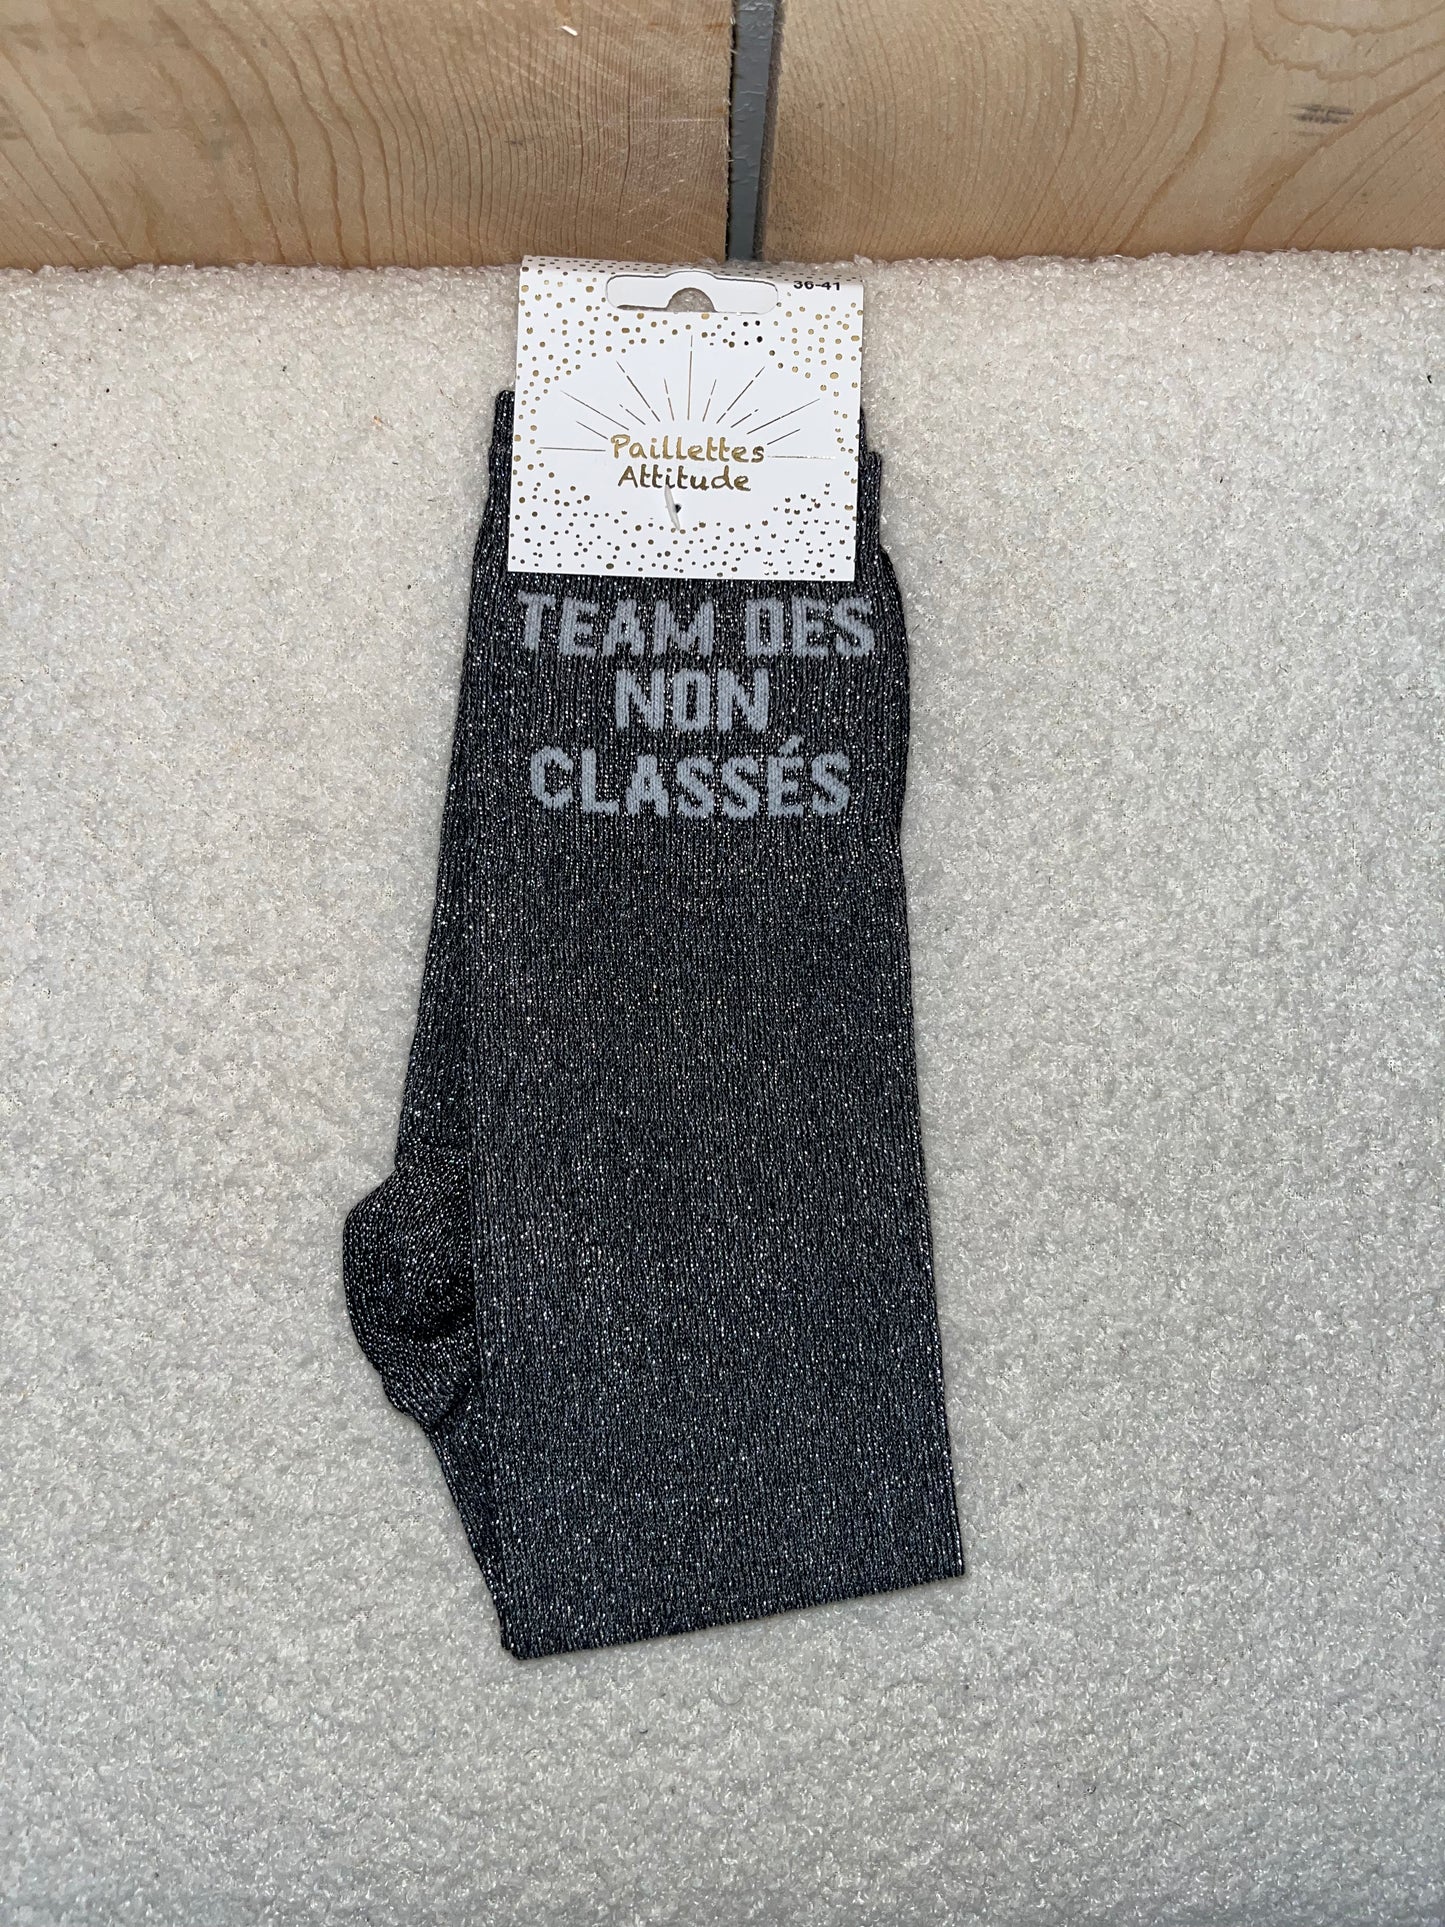 36-41
Paillettes
Attitude
TEAM DES
NON
CLASSÉS